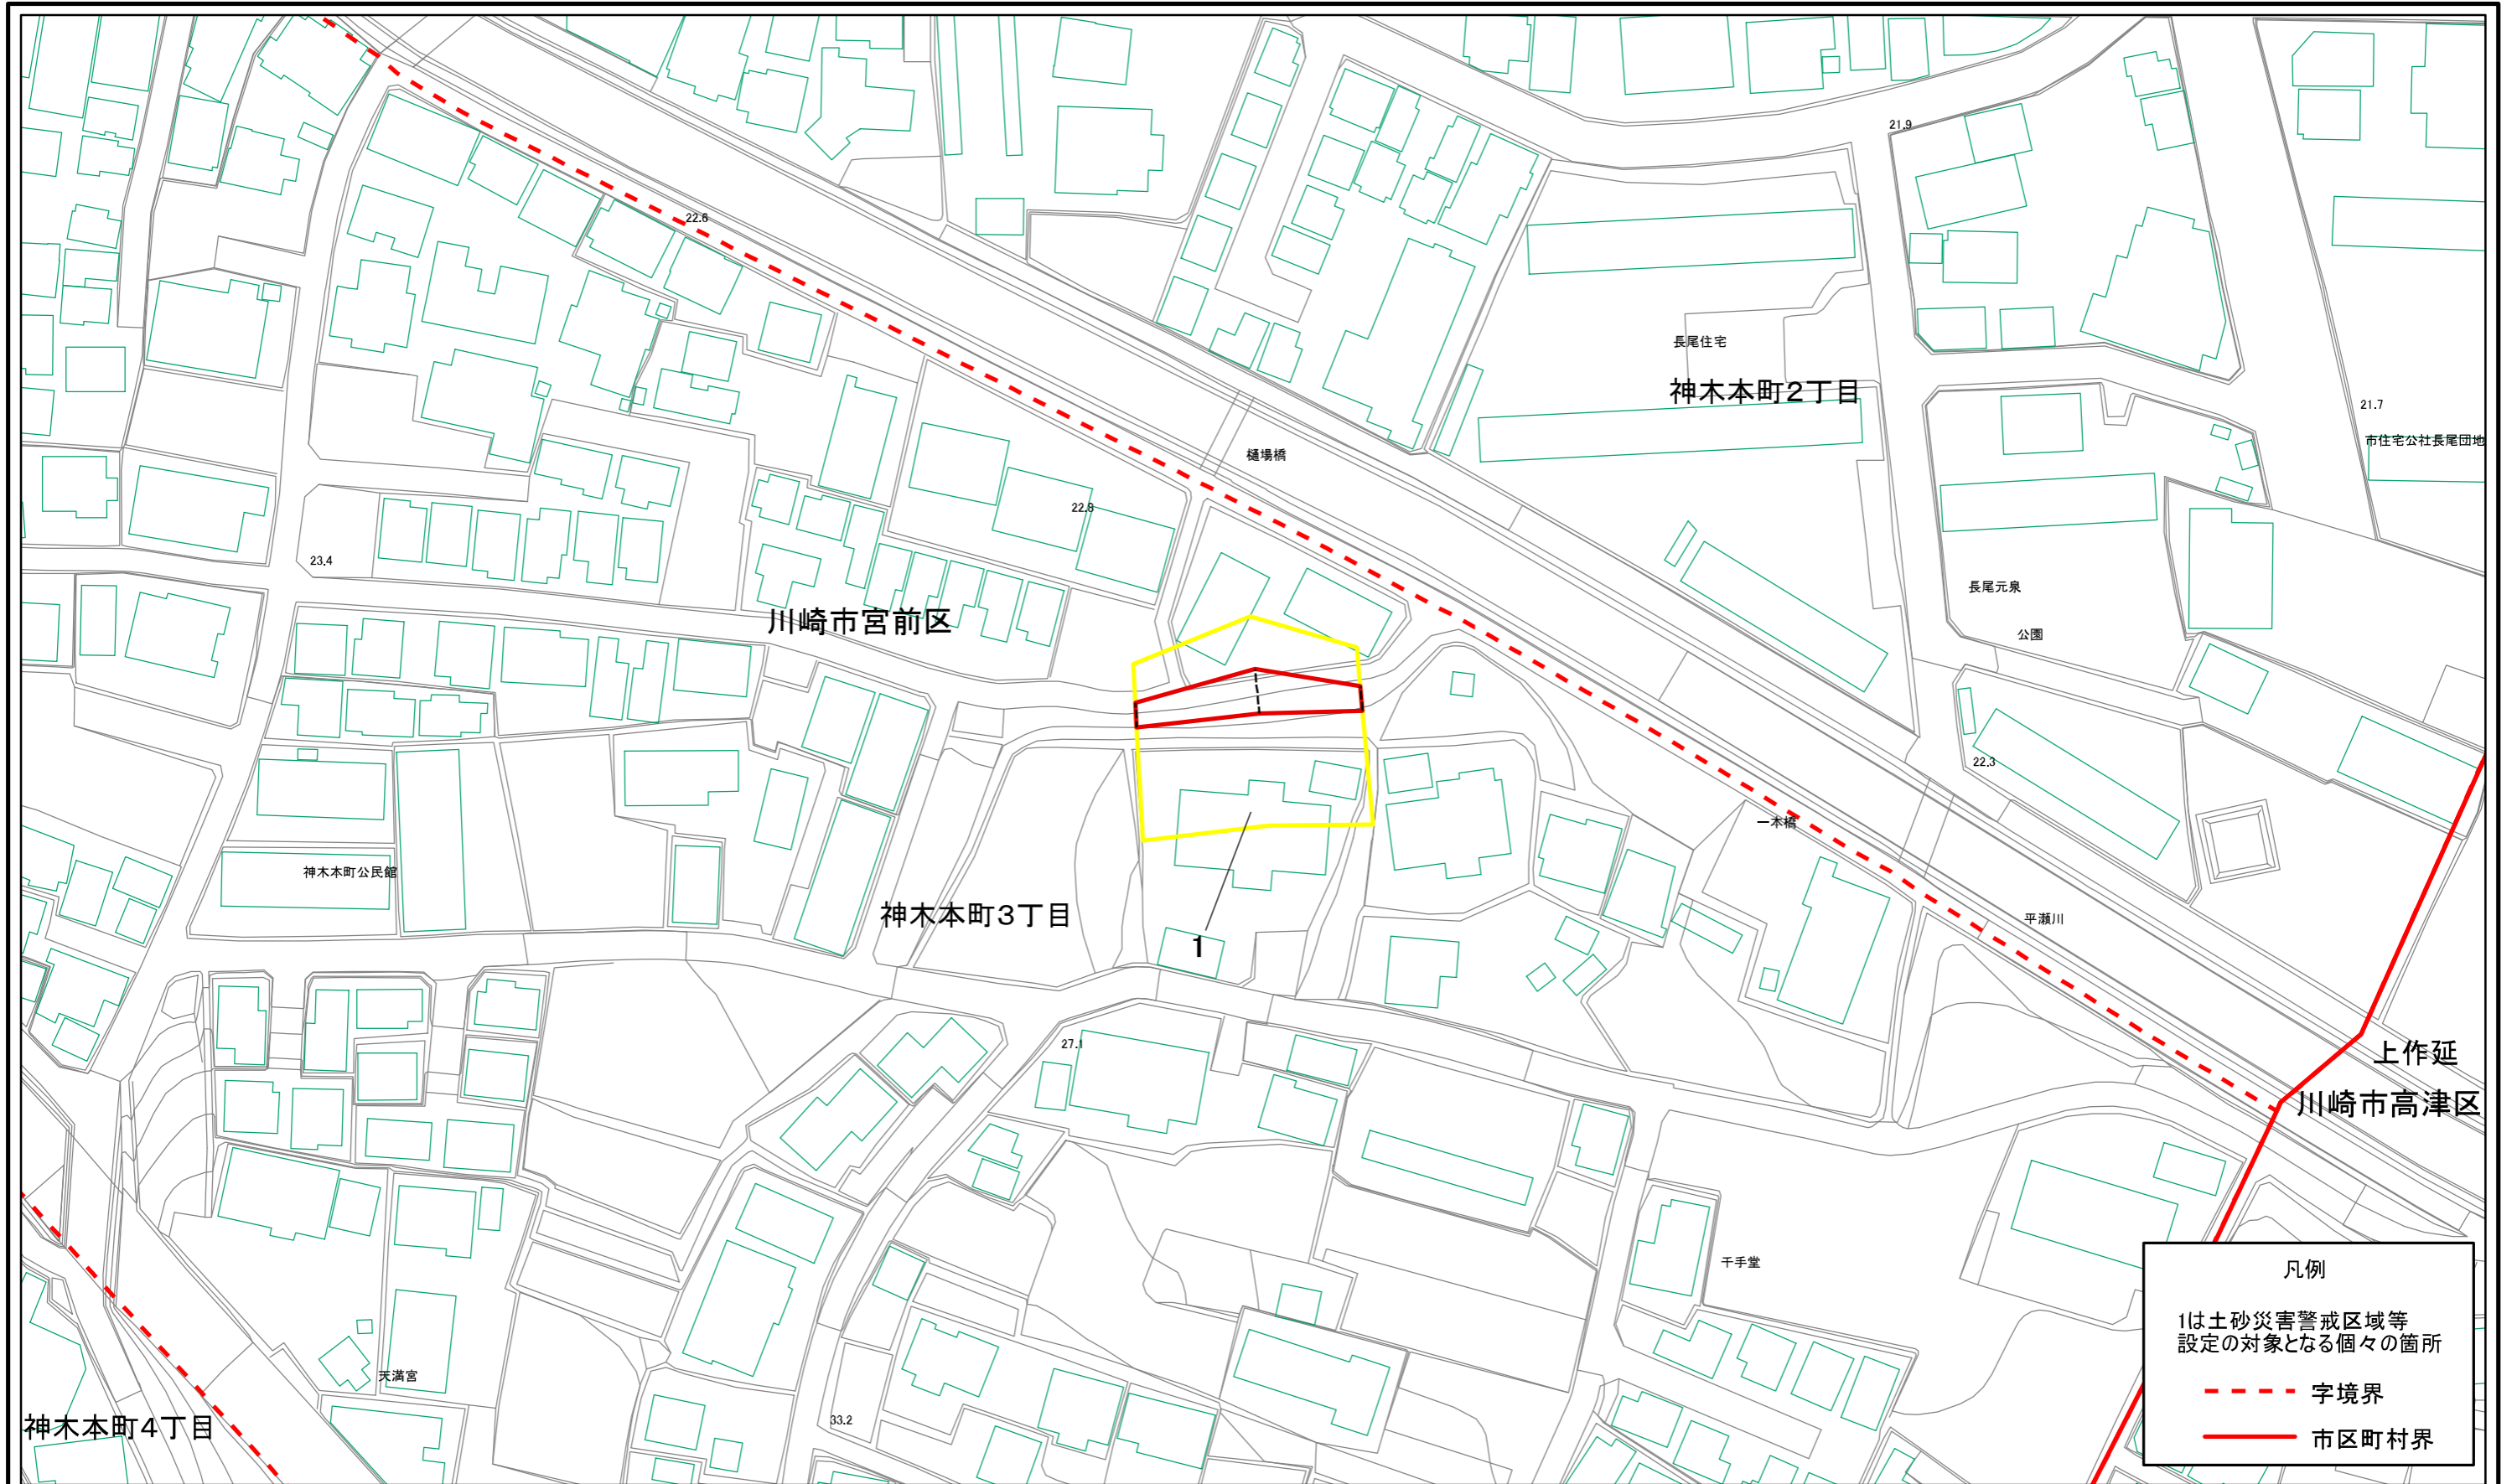 21.9
22.6
長尾住宅
神木本町2丁目
21.7
市住宅公社長尾団地
樋場橋
22.8
23.4
長尾元泉
公園
川崎市宮前区
22.3
一本橋
神木本町公民館
神木本町3丁目
平瀬川
1
27.1
上作延
川崎市高津区
千手堂
天満宮
33.2
神木本町4丁目
凡例
1は土砂災害警戒区域等
設定の対象となる個々の箇所
字境界
市区町村界